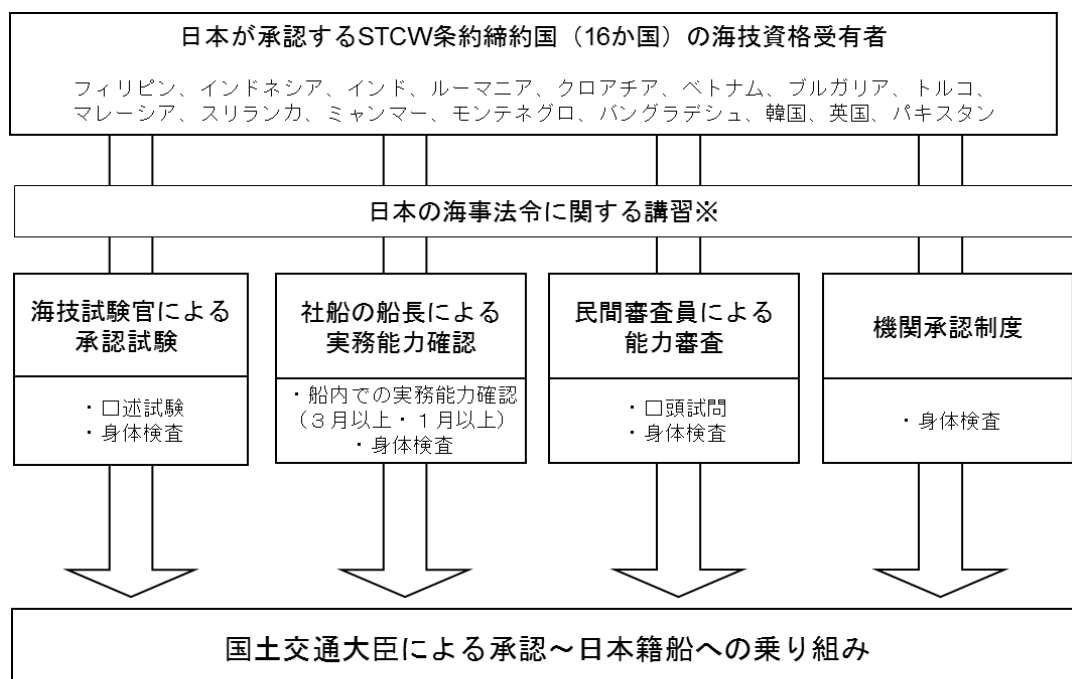 日本が承認するSTCW条約締約国（16か国）の海技資格受有者
フィリピン、インドネシア、インド、ルーマニア、クロアチア、ベトナム、ブルガリア、トルコ、
マレーシア、スリランカ、ミャンマー、モンテネグロ、バングラデシュ、韓国、英国、パキスタン
日本の海事法令に関する講習※
海技試験官による
承認試験
・口述試験
・身体検査
社船の船長による
実務能力確認
・船内での実務能力確認
（３月以上・１月以上）
・身体検査
民間審査員による
能力審査
・口頭試問
・身体検査
機関承認制度
・身体検査
国土交通大臣による承認～日本籍船への乗り組み